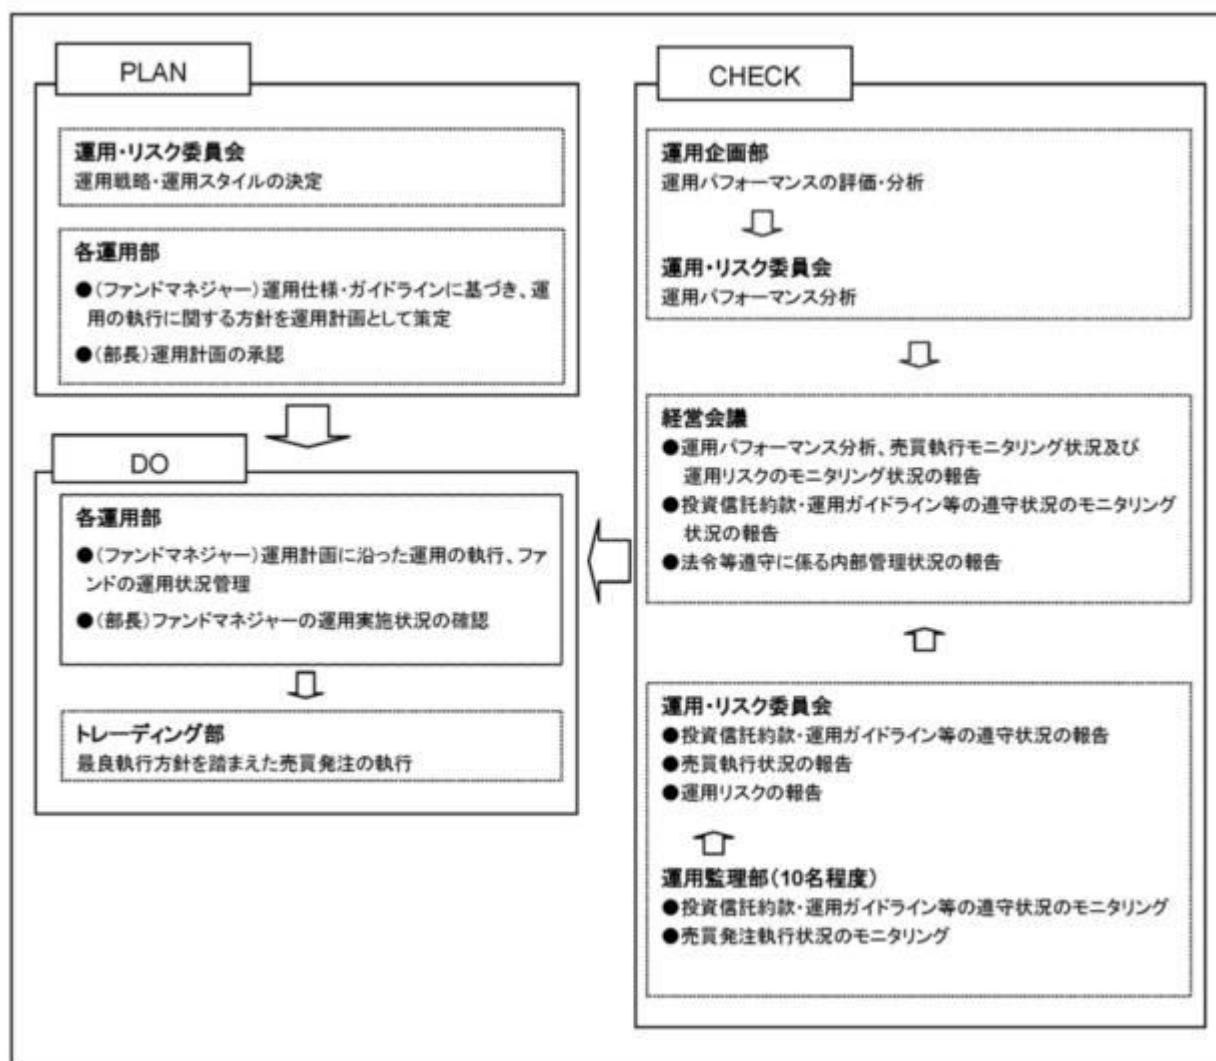 PLAN
運用・リスク委員会
運用戦略・運用スタイルの決定
各運用部
●（ファンドマネジャー）運用仕様・ガイドラインに基づき、運
用の執行に関する方針を運用計画として策定
●（部長）運用計画の承認
DO
各運用部
●（ファンドマネジャー）運用計画に沿った運用の執行、ファ
ンドの運用状況管理
●（部長）ファンドマネジャーの運用実施状況の確認
トレーディング部
最良執行方針を踏まえた売買発注の執行
CHECK
運用企画部
運用パフォーマンスの評価・分析
運用・リスク委員会
運用パフォーマンス分析
経営会議
●運用パフォーマンス分析、売買執行モニタリング状況及び
運用リスクのモニタリング状況の報告
●投資信託約款・運用ガイドライン等の遵守状況のモニタリング
状況の報告
●法令等遵守に係る内部管理状況の報告
運用・リスク委員会
●投資信託約款・運用ガイドライン等の遵守状況の報告
●売買執行状況の報告
●運用リスクの報告
運用監理部（10名程度）
●投資信託約款・運用ガイドライン等の遵守状況のモニタリング
●売買発注執行状況のモニタリング